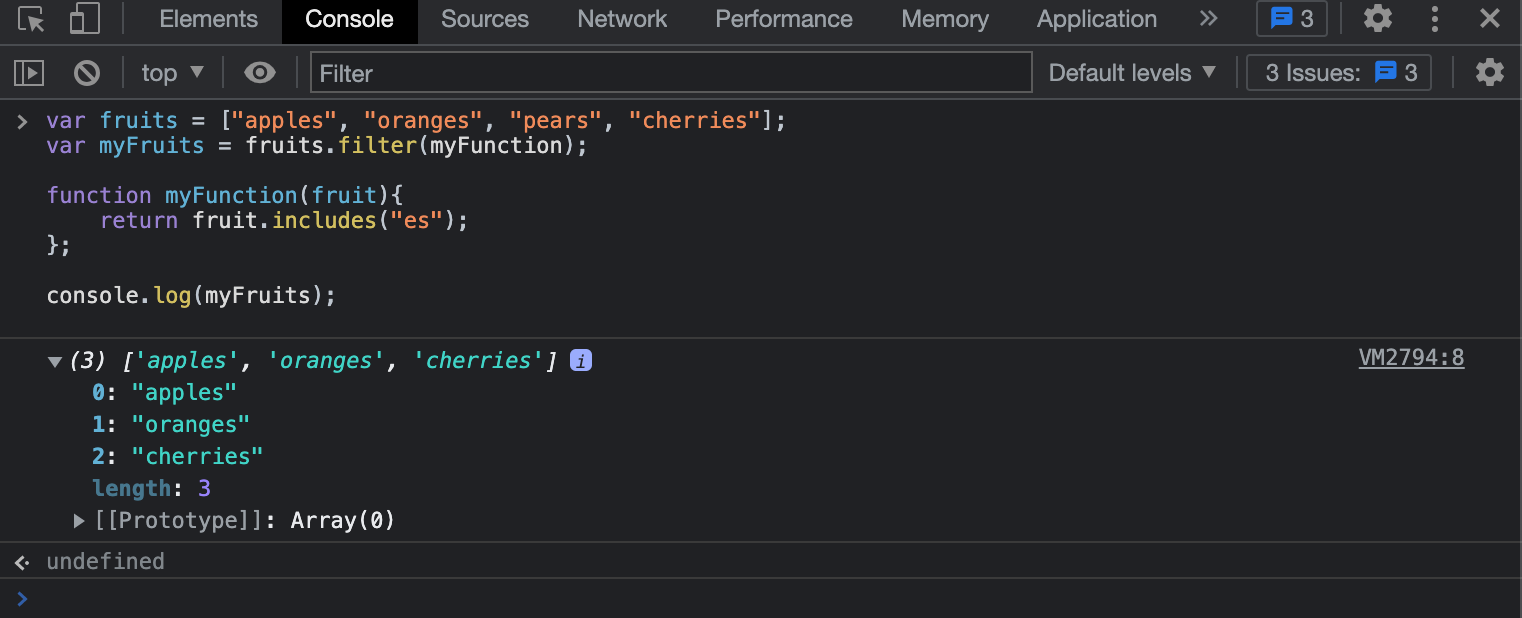 Elements Console Sources Network Performance Memory Application » 3
top Filter Default levels 3 Issues: 3
> var fruits = ["apples", "oranges", "pears", "cherries"];
var myFruits = fruits.filter(myFunction);
function myFunction(fruit){
    return fruit.includes("es");
};
console.log(myFruits);
(3) ['apples', 'oranges', 'cherries'] i VM2794:8
0: "apples"
1: "oranges"
2: "cherries"
length: 3
[[Prototype]]: Array(0)
undefined
>